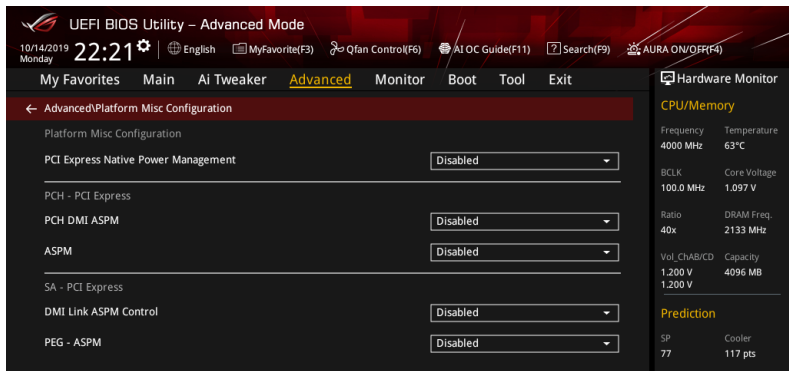 UEFI BIOS Utility – Advanced Mode
10/14/2019 Monday 22:21 English MyFavorite(F3) Qfan Control(F6) AI OC Guide(F11) Search(F9) AURA ON/OFF(F4)
My Favorites Main Ai Tweaker Advanced Monitor Boot Tool Exit
← Advanced\Platform Misc Configuration
Platform Misc Configuration
PCI Express Native Power Management Disabled
PCH - PCI Express
PCH DMI ASPM Disabled
ASPM Disabled
SA - PCI Express
DMI Link ASPM Control Disabled
PEG - ASPM Disabled
Hardware Monitor
CPU/Memory
Frequency Temperature
4000 MHz 63°C
BCLK Core Voltage
100.0 MHz 1.097 V
Ratio DRAM Freq.
40x 2133 MHz
Vol_ChAB/CD Capacity
1.200 V 4096 MB
1.200 V
Prediction
SP Cooler
77 117 pts